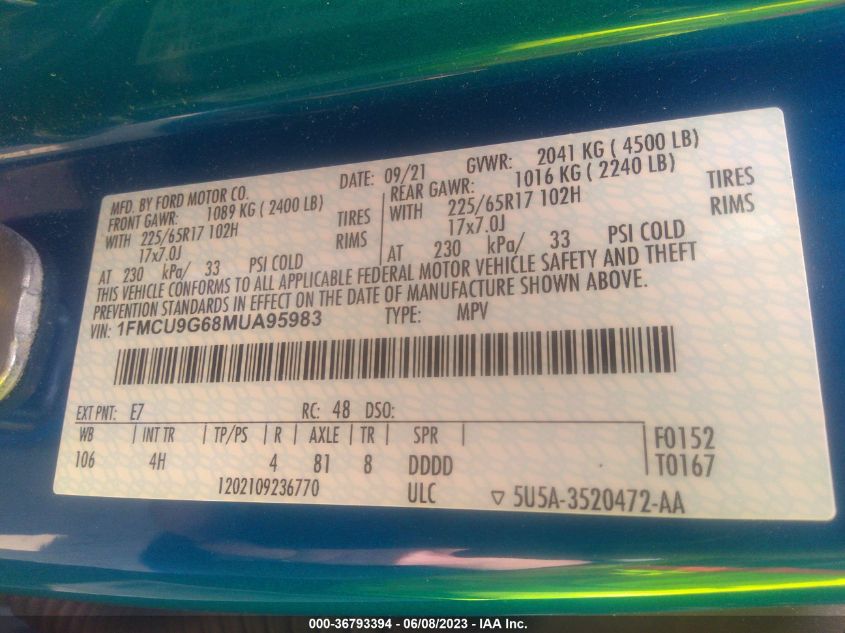 MFD. BY FORD MOTOR CO.
DATE: 09/21 GVWR: 2041 KG ( 4500 LB)
FRONT GAWR: 1089 KG ( 2400 LB)
REAR GAWR: 1016 KG ( 2240 LB)
WITH 225/65R17 102H TIRES
WITH 225/65R17 102H TIRES
17x7.0J RIMS
17x7.0J RIMS
AT 230 kPa/ 33 PSI COLD
AT 230 kPa/ 33 PSI COLD
THIS VEHICLE CONFORMS TO ALL APPLICABLE FEDERAL MOTOR VEHICLE SAFETY AND THEFT
PREVENTION STANDARDS IN EFFECT ON THE DATE OF MANUFACTURE SHOWN ABOVE.
VIN: 1FMCU9G68MUA95983 TYPE: MPV
EXT PNT: E7 RC: 48 DSO:
WB INT TR TP/PS R AXLE TR SPR F0152
106 4H 4 81 8 DDDD T0167
1202109236770 ULC ▽ 5U5A-3520472-AA
000-36793394 - 06/08/2023 - IAA Inc.